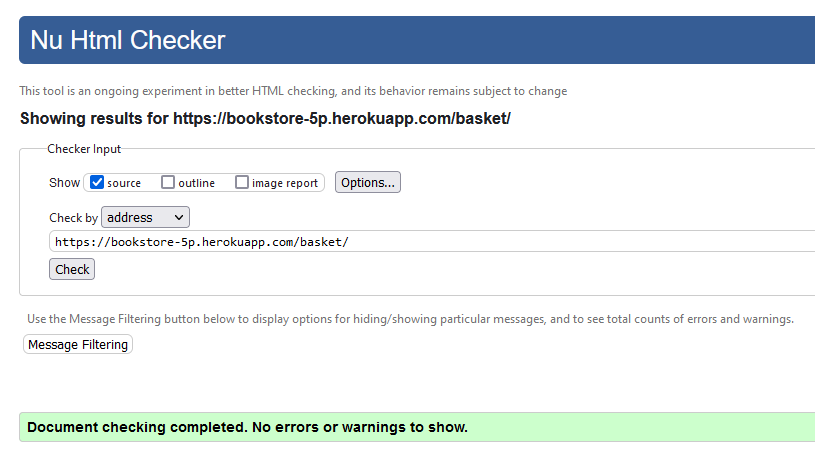 Nu Html Checker
This tool is an ongoing experiment in better HTML checking, and its behavior remains subject to change
Showing results for https://bookstore-5p.herokuapp.com/basket/
Checker Input
Show source outline image report Options...
Check by address
https://bookstore-5p.herokuapp.com/basket/
Check
Use the Message Filtering button below to display options for hiding/showing particular messages, and to see total counts of errors and warnings.
Message Filtering
Document checking completed. No errors or warnings to show.